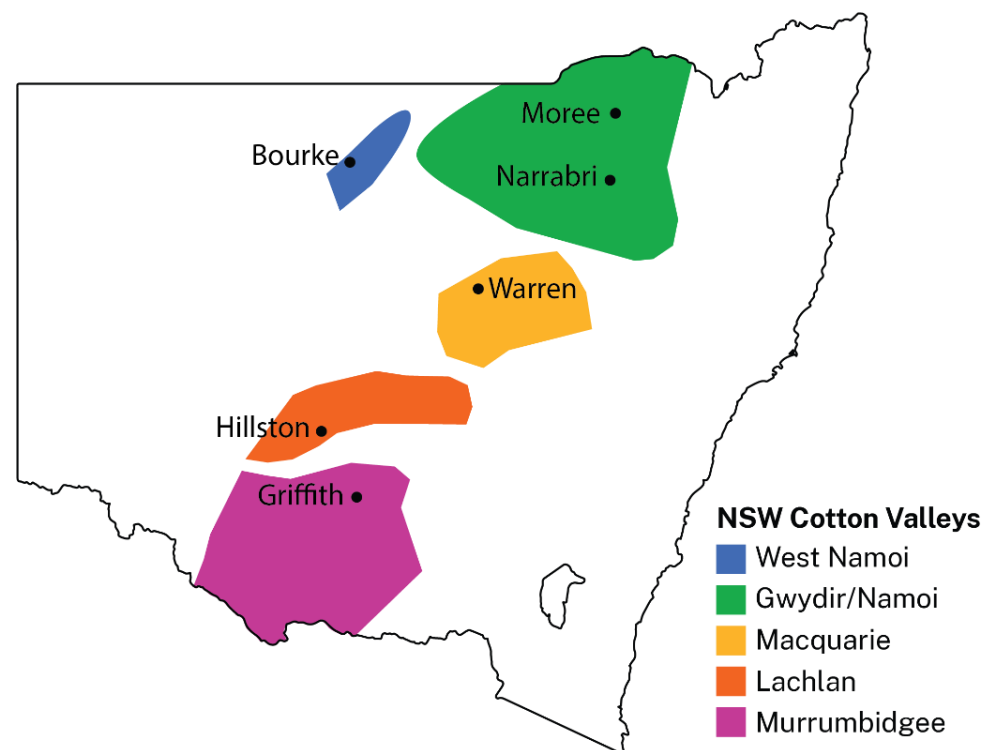 Moree
Bourke
Narrabri
Warren
Hillston
Griffith
NSW Cotton Valleys
West Namoi
Gwydir/Namoi
Macquarie
Lachlan
Murrumbidgee